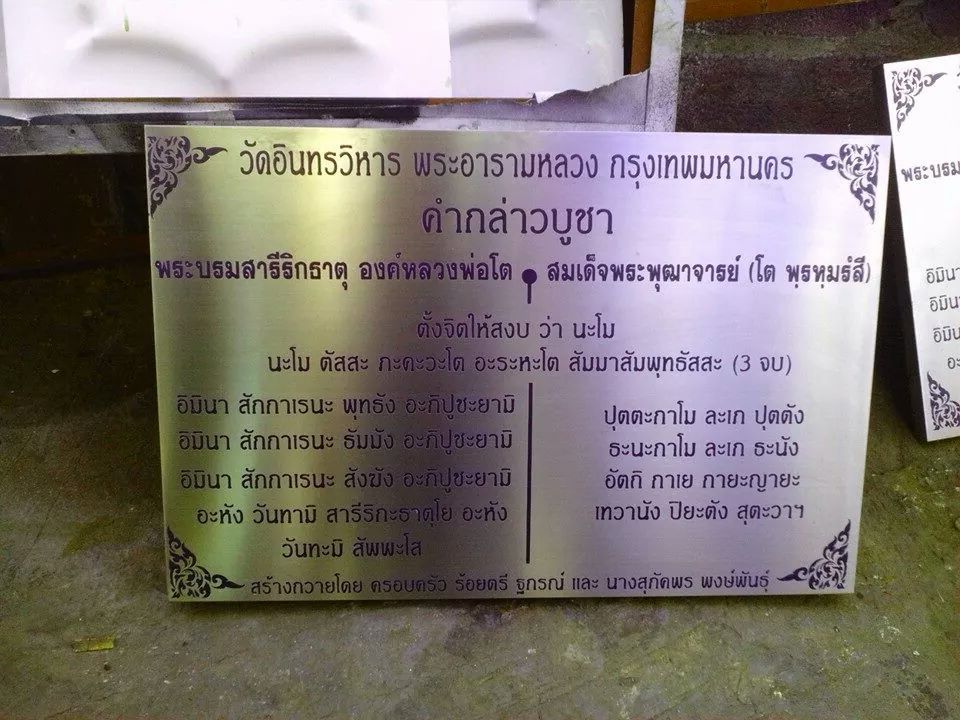 วัดอินทรวิหาร พระอารามหลวง กรุงเทพมหานคร
คำกล่าวบูชา
พระบรมสารีริกธาตุ องค์หลวงพ่อโต • สมเด็จพระพุฒาจารย์ (โต พฺรหฺมรํสี)
ตั้งจิตให้สงบ ว่า นะโม
นะโม ตัสสะ ภะคะวะโต อะระหะโต สัมมาสัมพุทธัสสะ (3 จบ)
อิมินา สักกาเรนะ พุทธัง อะภิปูชะยามิ
อิมินา สักกาเรนะ ธัมมัง อะภิปูชะยามิ
อิมินา สักกาเรนะ สังฆัง อะภิปูชะยามิ
อะหัง วันทามิ สารีริกะธาตุโย อะหัง
วันทะมิ สัพพะโส
ปุตตะกาโม ละเภ ปุตตัง
ธะนะกาโม ละเภ ธะนัง
อัตถิ กาเย กายะญายะ
เทวานัง ปิยะตัง สุตะวาฯ
สร้างถวายโดย ครอบครัว ร้อยตรี ฐกรณ์ และ นางสุภัคพร พงษ์พันธุ์
พระบรม
อิมินา
อิมินา
อิมินา
อะ